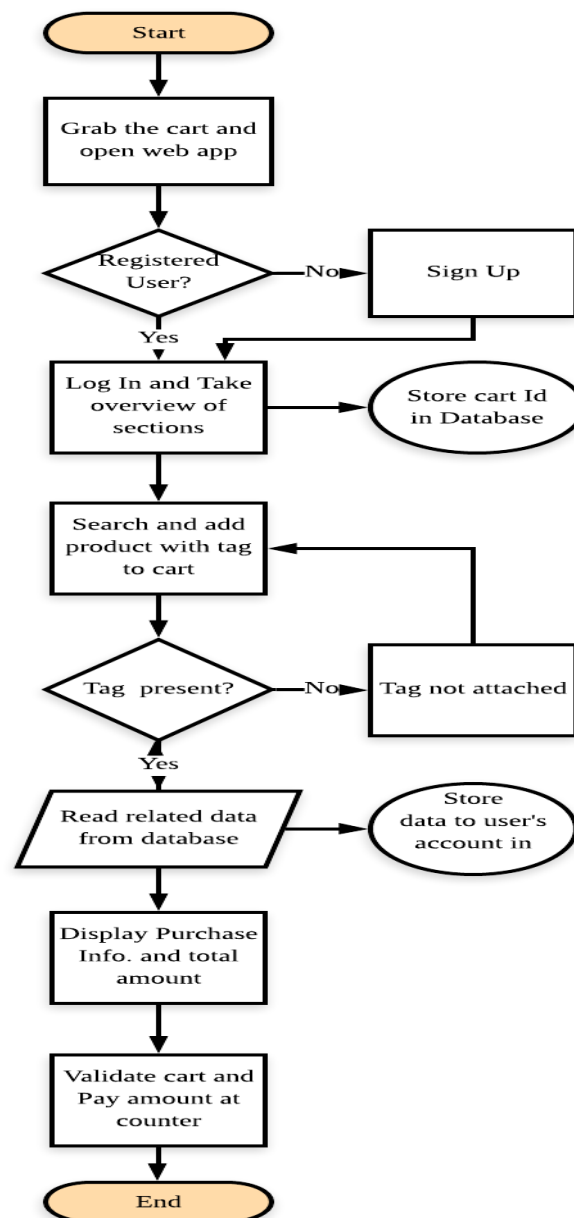 Start
Grab the cart and
open web app
Registered
User?
No
Sign Up
Yes
Log In and Take
overview of
sections
Store cart Id
in Database
Search and add
product with tag
to cart
Tag present?
No
Tag not attached
Yes
Read related data
from database
Store
data to user's
account in
Display Purchase
Info. and total
amount
Validate cart and
Pay amount at
counter
End